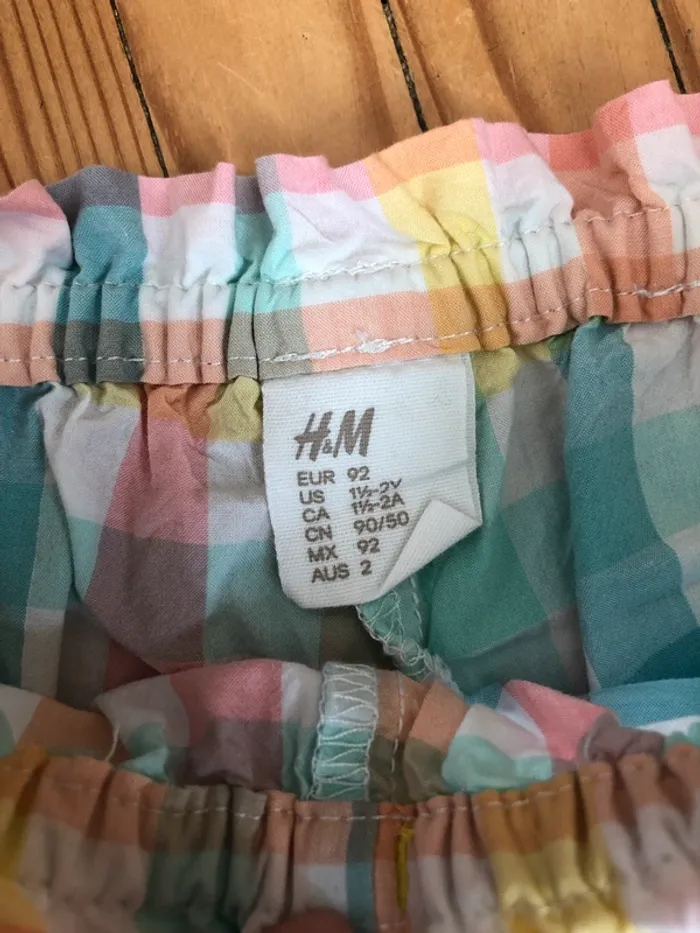 H&M
EUR 92
US 1½-2Y
CA 1½-2A
CN 90/50
MX 92
AUS 2